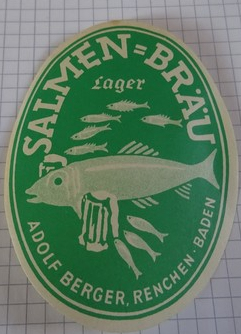 SALMEN=BRÄU
Lager
ADOLF BERGER, RENCHEN·BADEN